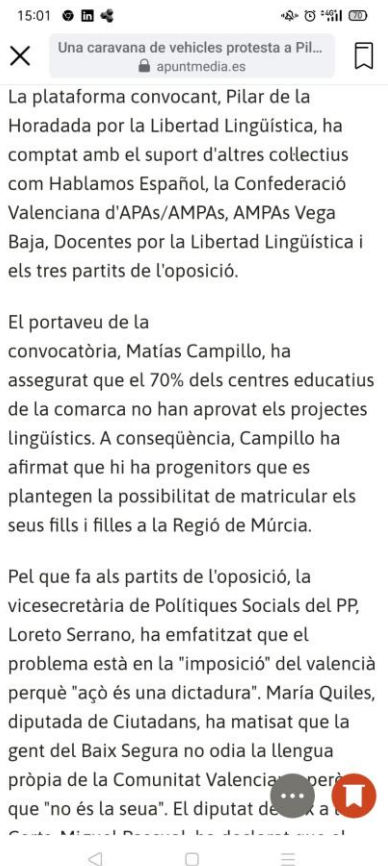 15:01
70
Una caravana de vehicles protesta a Pil...
apuntmedia.es
La plataforma convocant, Pilar de la
Horadada por la Libertad Lingüística, ha
comptat amb el suport d'altres col·lectius
com Hablamos Español, la Confederació
Valenciana d'APAs/AMPAs, AMPAs Vega
Baja, Docentes por la Libertad Lingüística i
els tres partits de l'oposició.
El portaveu de la
convocatòria, Matías Campillo, ha
assegurat que el 70% dels centres educatius
de la comarca no han aprovat els projectes
lingüístics. A conseqüència, Campillo ha
afirmat que hi ha progenitors que es
plantegen la possibilitat de matricular els
seus fills i filles a la Regió de Múrcia.
Pel que fa als partits de l'oposició, la
vicesecretària de Polítiques Socials del PP,
Loreto Serrano, ha emfatitzat que el
problema està en la "imposició" del valencià
perquè "açò és una dictadura". María Quiles,
diputada de Ciutadans, ha matisat que la
gent del Baix Segura no odia la llengua
pròpia de la Comunitat
que "no és la seua". El diputat